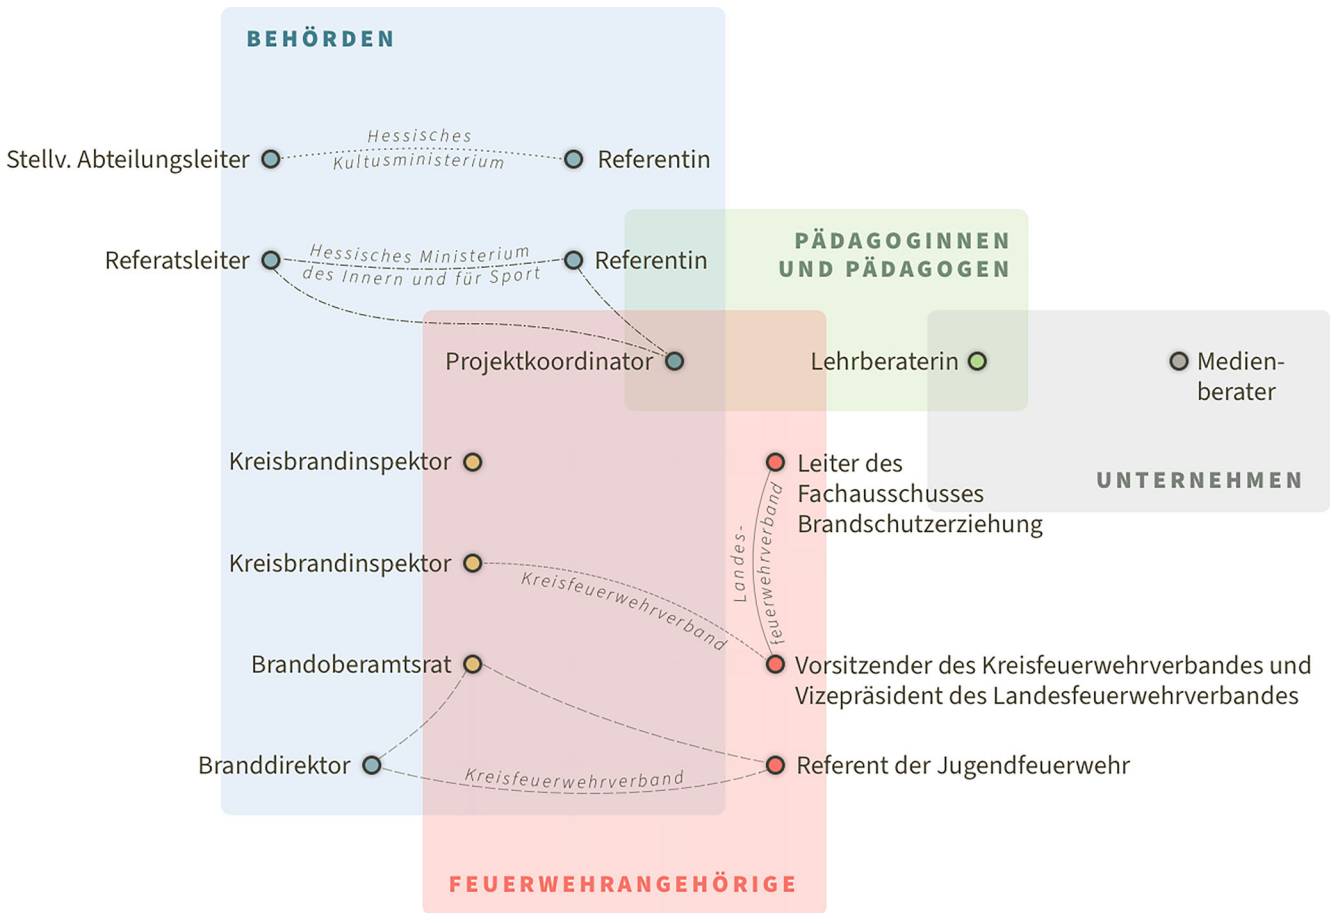 BEHÖRDEN
Hessisches
Kultusministerium
Stellv. Abteilungsleiter
Referentin
Hessisches Ministerium
des Innern und für Sport
Referatsleiter
Referentin
PÄDAGOGINNEN
UND PÄDAGOGEN
Projektkoordinator
Lehrberaterin
Medien-
berater
Kreisbrandinspektor
Leiter des
Fachausschusses
Brandschutzerziehung
UNTERNEHMEN
Landes-
feuerwehrverband
Kreisbrandinspektor
Kreisfeuerwehrverband
Brandoberamtsrat
Vorsitzender des Kreisfeuerwehrverbandes und
Vizepräsident des Landesfeuerwehrverbandes
Branddirektor
Kreisfeuerwehrverband
Referent der Jugendfeuerwehr
FEUERWEHRANGEHÖRIGE